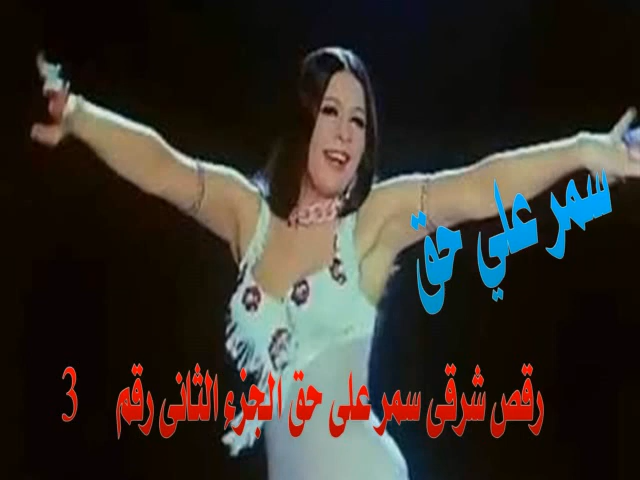 سمر علي حق
رقص شرقى سمر على حق الجزء الثانى رقم 3